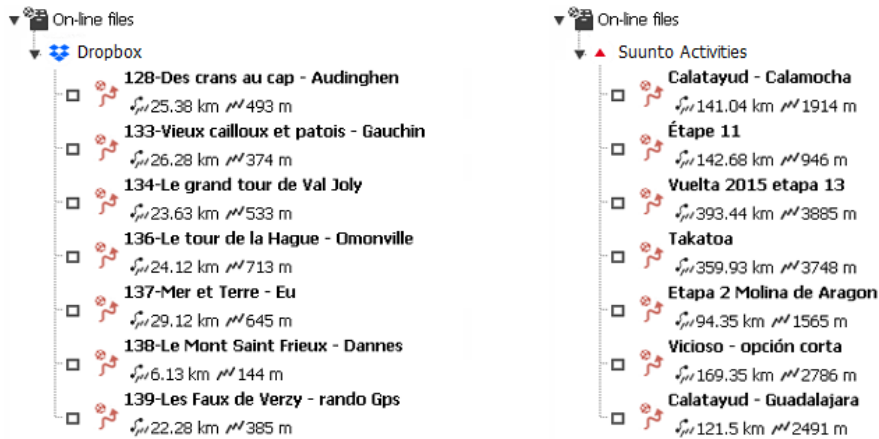 On-line files
Dropbox
128-Des crans au cap - Audinghen
25.38 km 493 m
133-Vieux cailloux et patois - Gauchin
26.28 km 374 m
134-Le grand tour de Val Joly
23.63 km 533 m
136-Le tour de la Hague - Omonville
24.12 km 713 m
137-Mer et Terre - Eu
29.12 km 645 m
138-Le Mont Saint Frieux - Dannes
6.13 km 144 m
139-Les Faux de Verzy - rando Gps
22.28 km 385 m
On-line files
Suunto Activities
Calatayud - Calamocha
141.04 km 1914 m
Étape 11
142.68 km 946 m
Vuelta 2015 etapa 13
393.44 km 3885 m
Takatoa
359.93 km 3748 m
Etapa 2 Molina de Aragon
94.35 km 1565 m
Vicioso - opción corta
169.35 km 2786 m
Calatayud - Guadalajara
121.5 km 2491 m